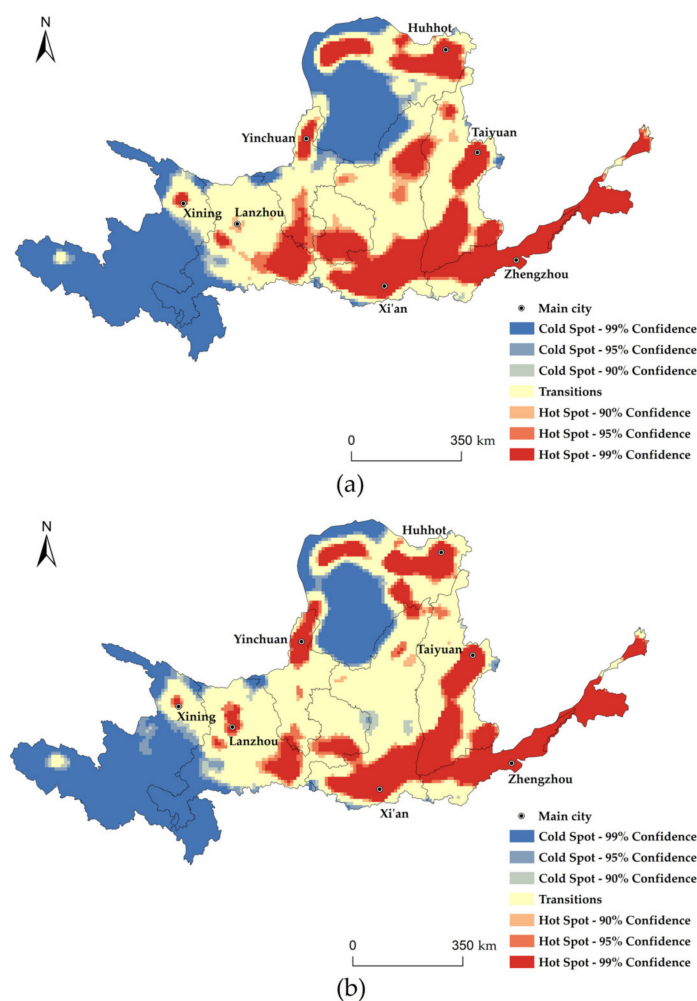 N
Huhhot
Yinchuan
Taiyuan
Xining
Lanzhou
Zhengzhou
Xi'an
Main city
Cold Spot - 99% Confidence
Cold Spot - 95% Confidence
Cold Spot - 90% Confidence
Transitions
Hot Spot - 90% Confidence
Hot Spot - 95% Confidence
Hot Spot - 99% Confidence
0 350 km
(a)
N
Huhhot
Yinchuan
Taiyuan
Xining
Lanzhou
Zhengzhou
Xi'an
Main city
Cold Spot - 99% Confidence
Cold Spot - 95% Confidence
Cold Spot - 90% Confidence
Transitions
Hot Spot - 90% Confidence
Hot Spot - 95% Confidence
Hot Spot - 99% Confidence
0 350 km
(b)